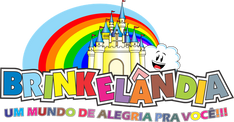 BRINKELÂNDIA
UM MUNDO DE ALEGRIA PRA VOCÊ!!!